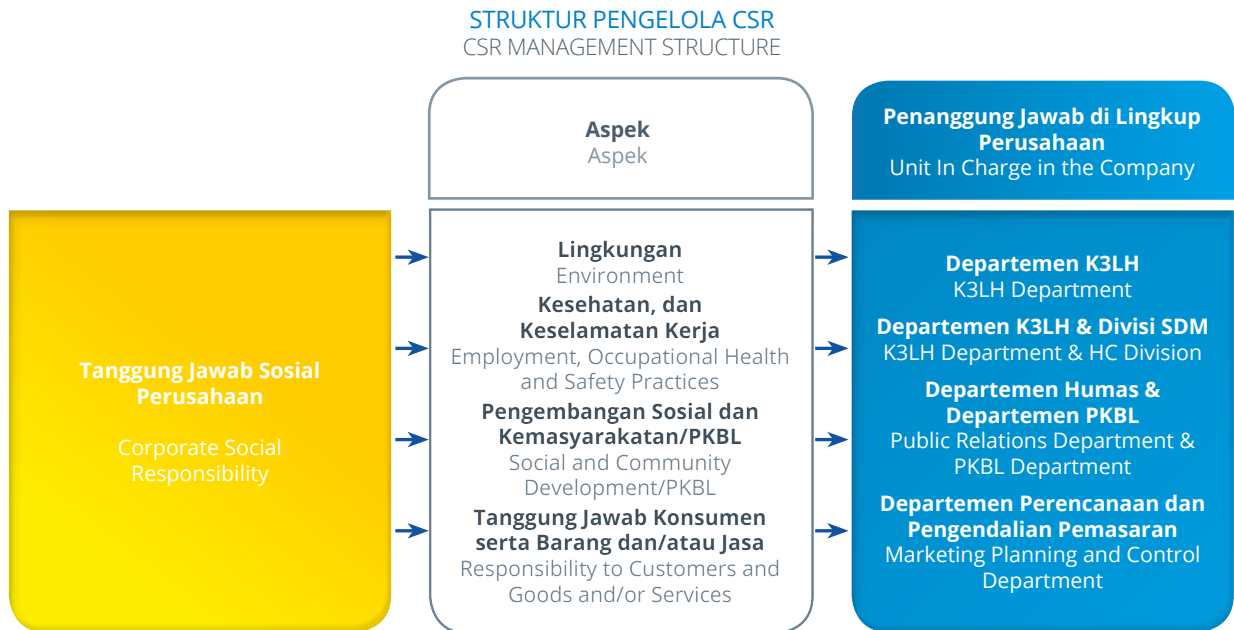 STRUKTUR PENGELOLA CSR
CSR MANAGEMENT STRUCTURE
Aspek
Aspek
Penanggung Jawab di Lingkup
Perusahaan
Unit In Charge in the Company
Tanggung Jawab Sosial
Perusahaan
Corporate Social
Responsibility
Lingkungan
Environment
Kesehatan, dan
Keselamatan Kerja
Employment, Occupational Health
and Safety Practices
Pengembangan Sosial dan
Kemasyarakatan/PKBL
Social and Community
Development/PKBL
Tanggung Jawab Konsumen
serta Barang dan/atau Jasa
Responsibility to Customers and
Goods and/or Services
Departemen K3LH
K3LH Department
Departemen K3LH & Divisi SDM
K3LH Department & HC Division
Departemen Humas &
Departemen PKBL
Public Relations Department &
PKBL Department
Departemen Perencanaan dan
Pengendalian Pemasaran
Marketing Planning and Control
Department